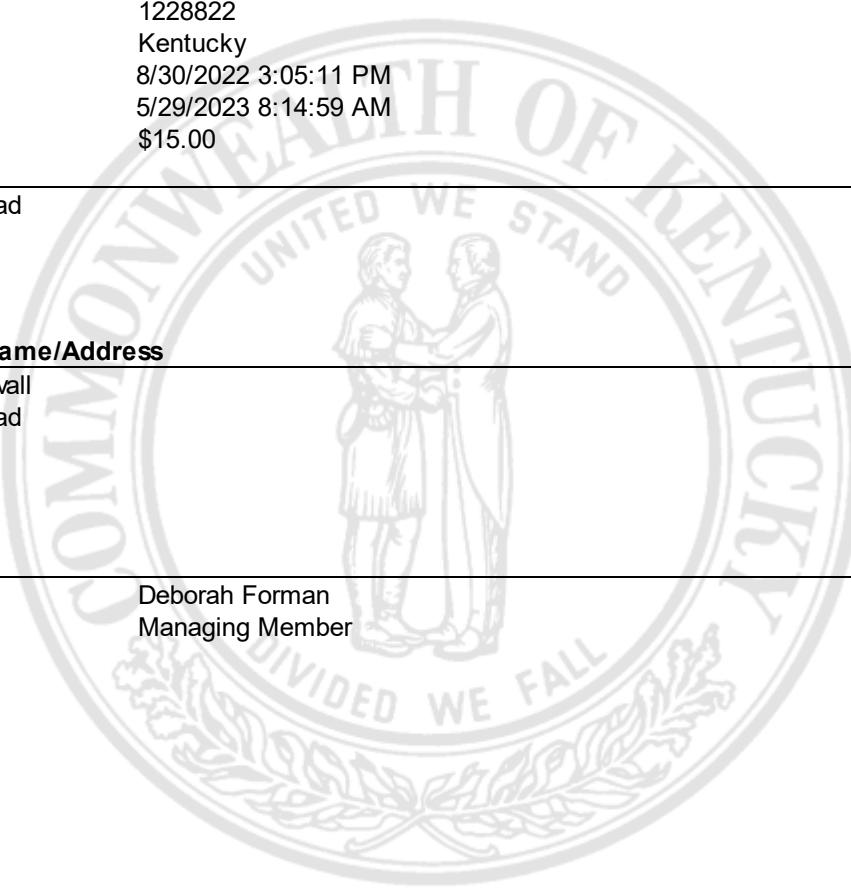 1228822
Kentucky
8/30/2022 3:05:11 PM
5/29/2023 8:14:59 AM
$15.00
ad
ame/Address
vall
ad
Deborah Forman
Managing Member
COMMONWEALTH OF KENTUCKY
UNITED WE STAND
DIVIDED WE FALL